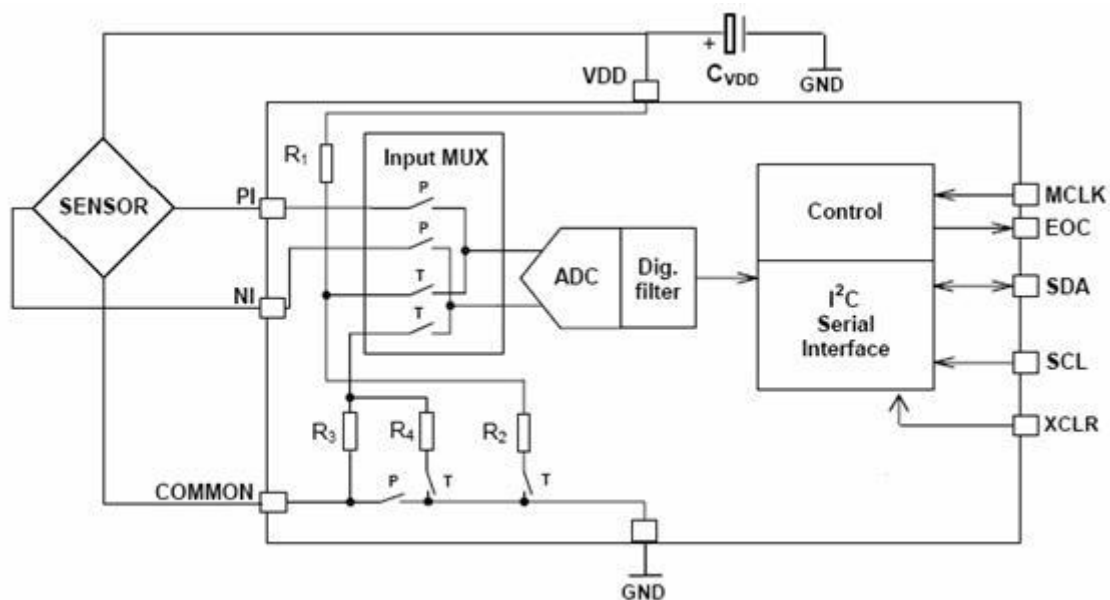 VDD
+
CVDD
GND
R1
Input MUX
P
PI
SENSOR
P
NI
T
T
ADC
Dig.
filter
Control
I²C
Serial
Interface
MCLK
EOC
SDA
SCL
XCLR
R3
R4
R2
COMMON
P
T
T
GND